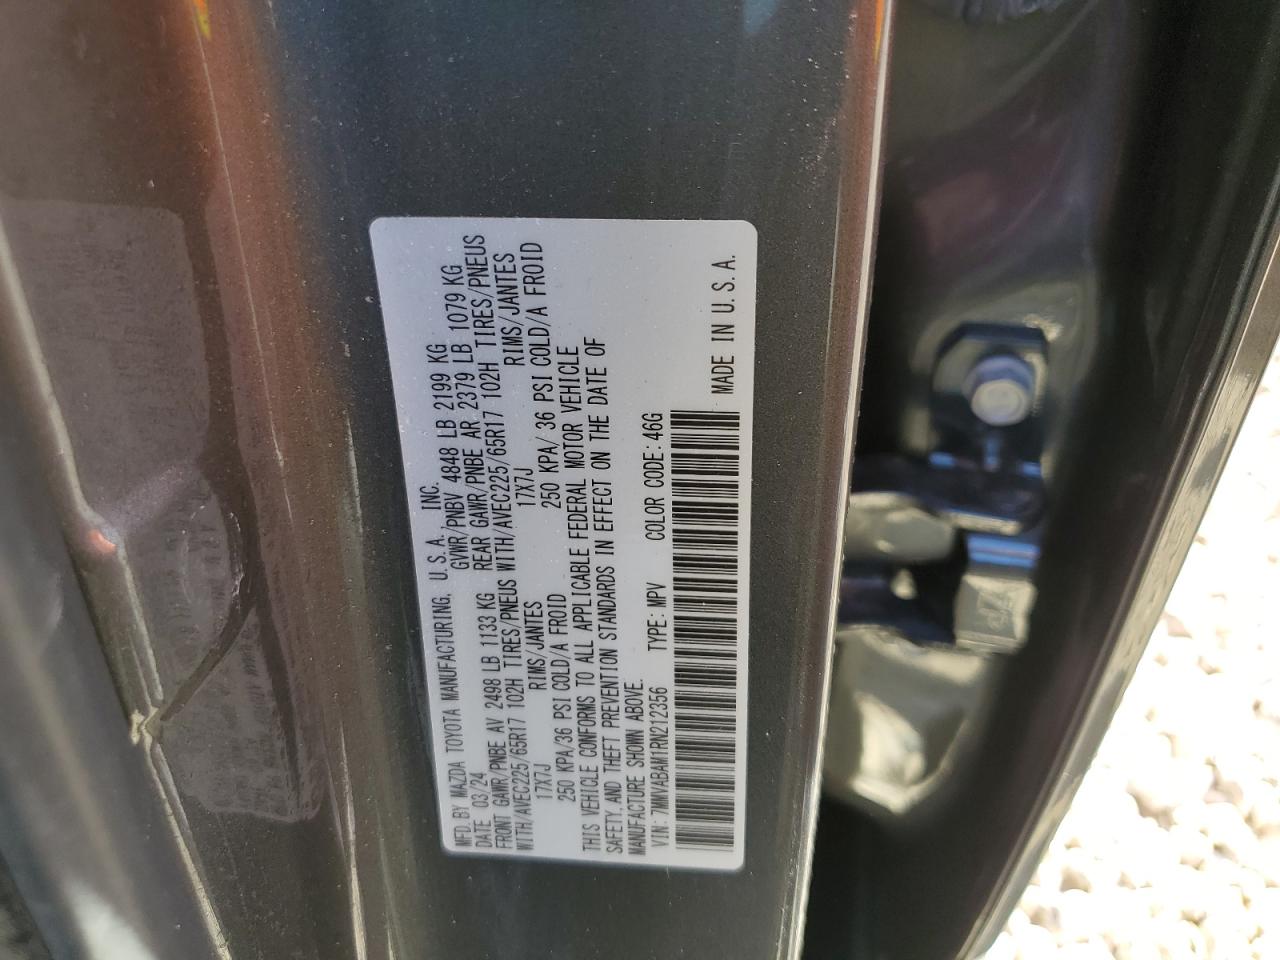 MFD. BY MAZDA TOYOTA MANUFACTURING, U.S.A. INC.
DATE 03/24 GVWR/PNBV 4848 LB 2199 KG
FRONT GAWR/PNBE AV 2498 LB 1133 KG REAR GAWR/PNBE AR 2379 LB 1079 KG
WITH/AVEC225/65R17 102H TIRES/PNEUS WITH/AVEC225/65R17 102H TIRES/PNEUS
17X7J RIMS/JANTES 17X7J RIMS/JANTES
250 KPA/36 PSI COLD/A FROID 250 KPA/ 36 PSI COLD/A FROID
THIS VEHICLE CONFORMS TO ALL APPLICABLE FEDERAL MOTOR VEHICLE
SAFETY AND THEFT PREVENTION STANDARDS IN EFFECT ON THE DATE OF
MANUFACTURE SHOWN ABOVE.
VIN: 7MMVABAM1RN212356 TYPE: MPV COLOR CODE: 46G
MADE IN U.S.A.